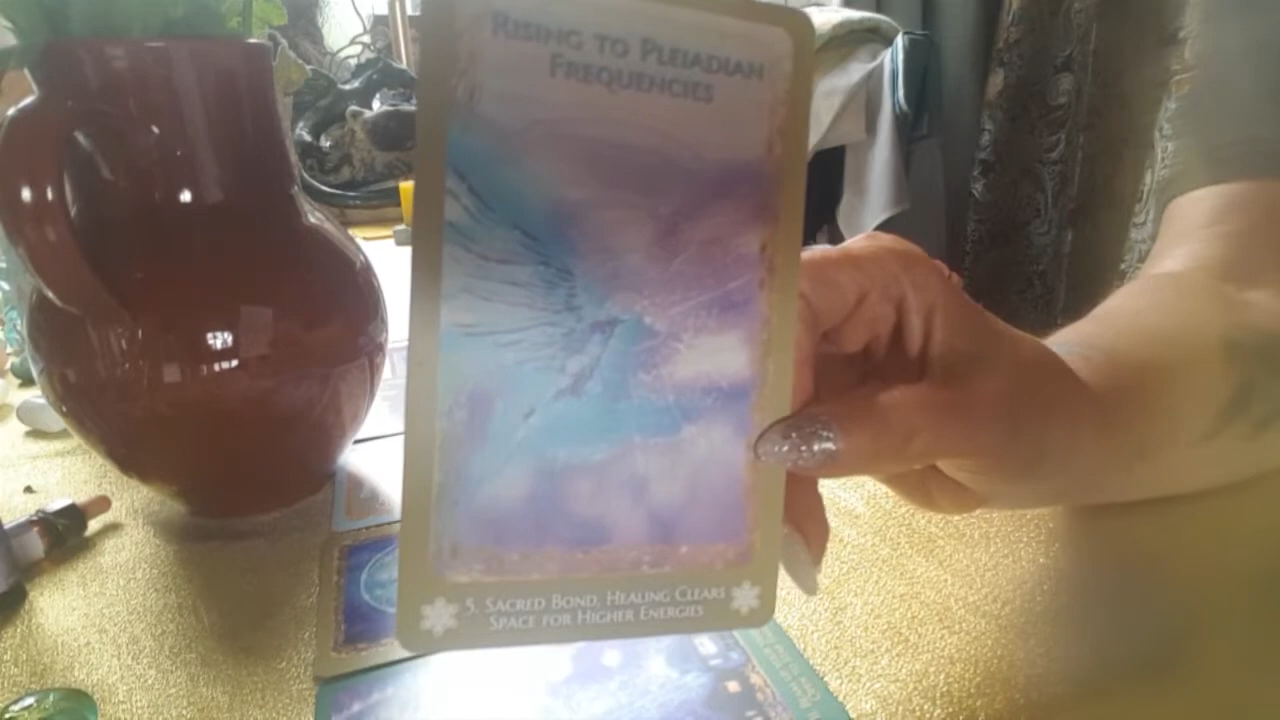 Rising to Pleiadian
Frequencies
5. Sacred Bond, Healing Clears
Space for Higher Energies